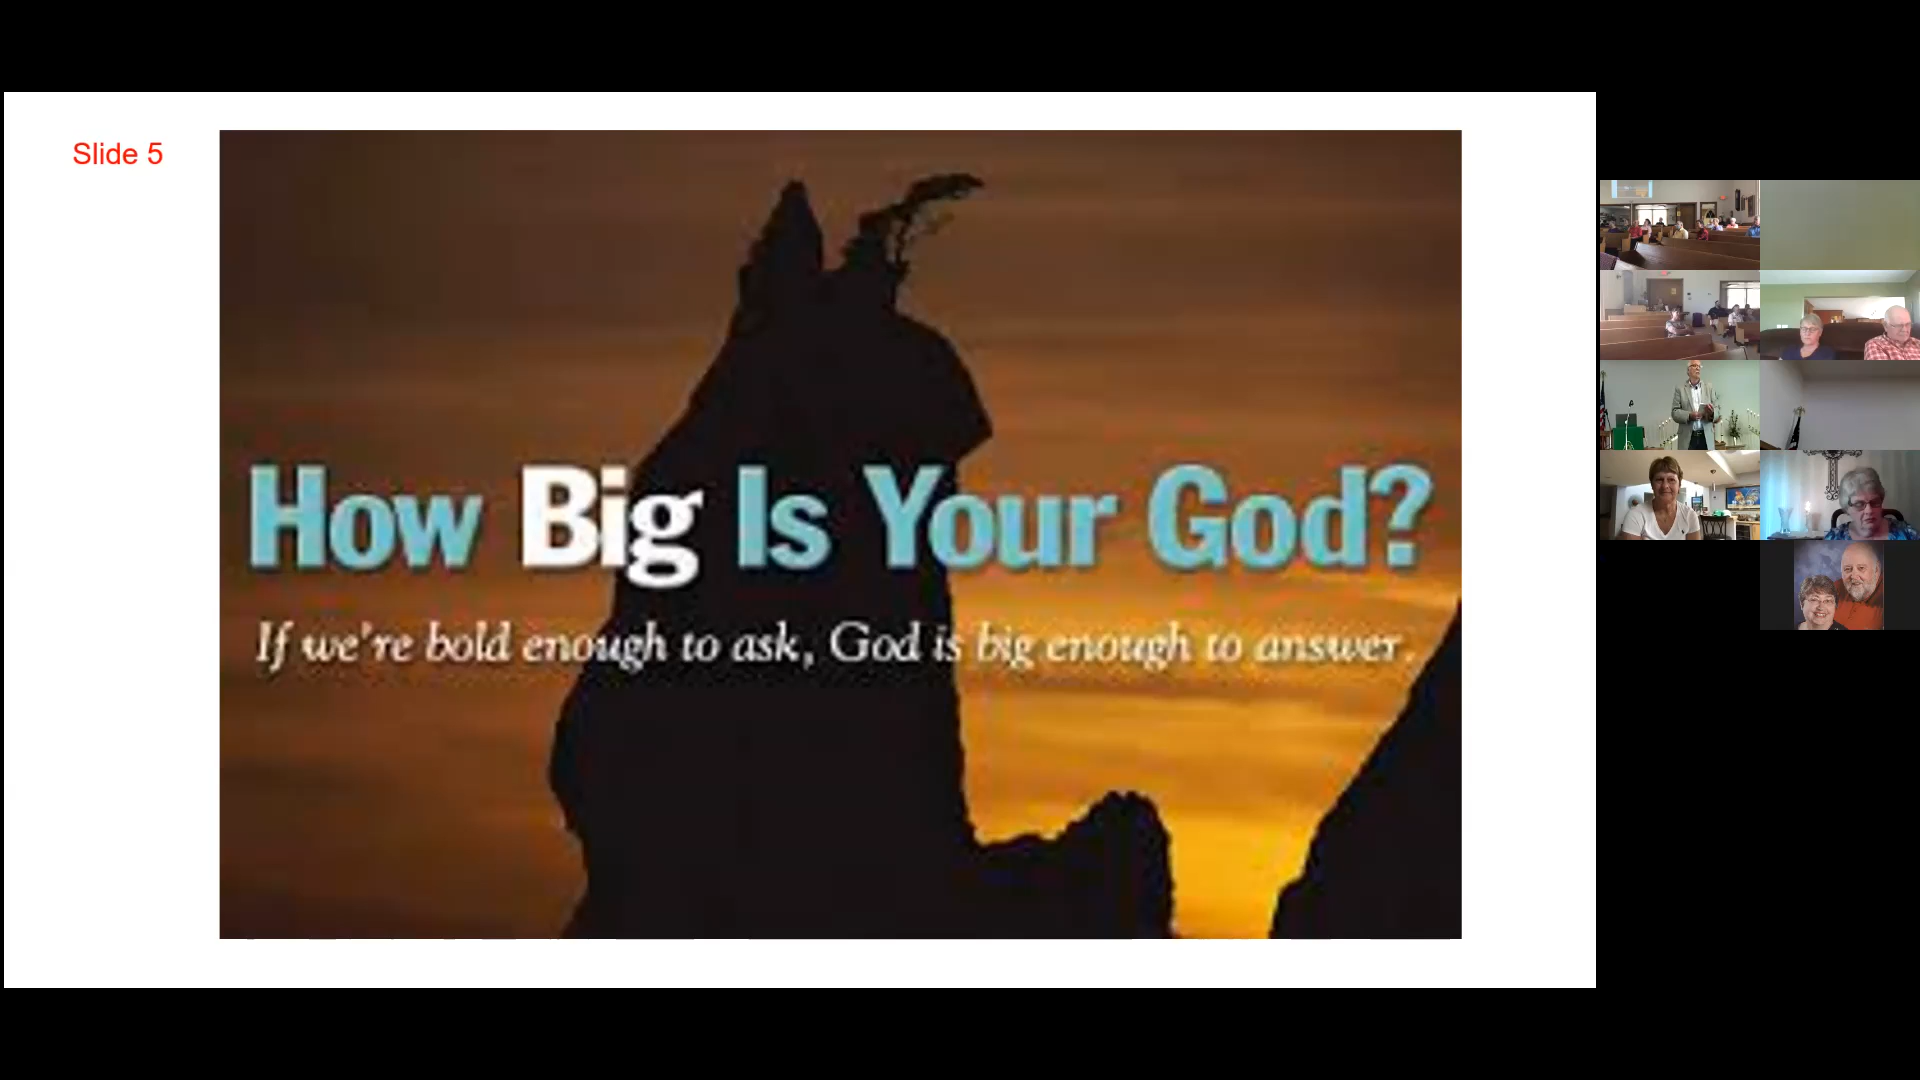 Slide 5
How Big Is Your God?
If we're bold enough to ask, God is big enough to answer.